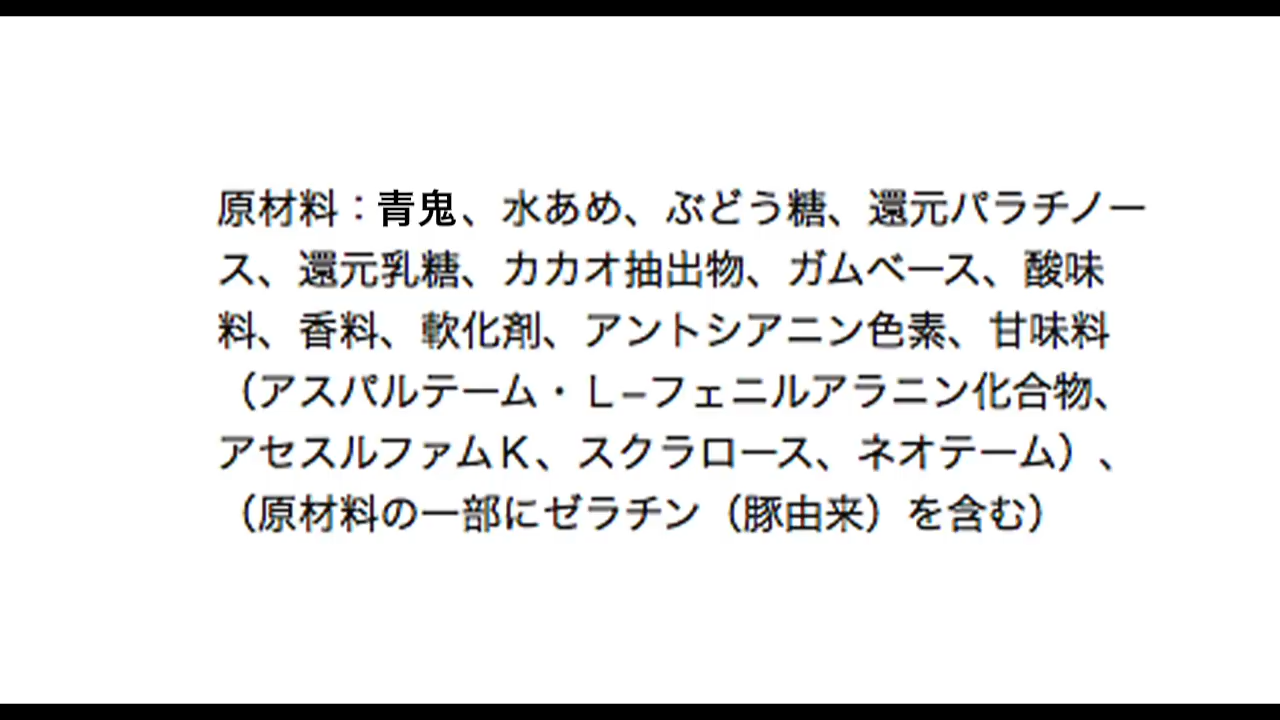 原材料：青鬼、水あめ、ぶどう糖、還元パラチノー
ス、還元乳糖、カカオ抽出物、ガムベース、酸味
料、香料、軟化剤、アントシアニン色素、甘味料
（アスパルテーム・Ｌ−フェニルアラニン化合物、
アセスルファムＫ、スクラロース、ネオテーム）、
（原材料の一部にゼラチン（豚由来）を含む）